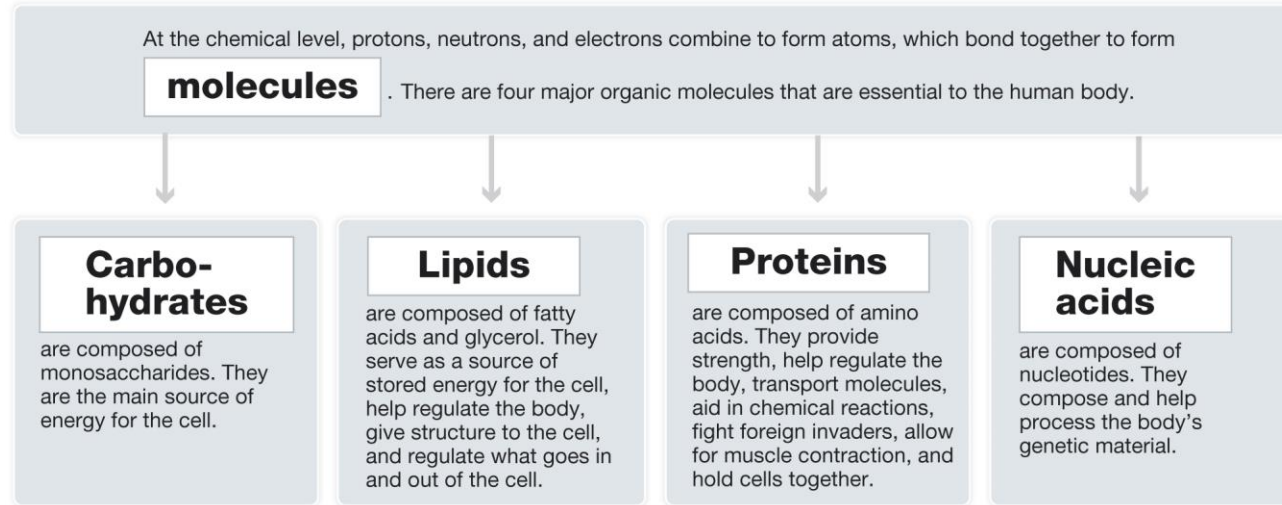 At the chemical level, protons, neutrons, and electrons combine to form atoms, which bond together to form
molecules . There are four major organic molecules that are essential to the human body.
Carbo-
hydrates
are composed of
monosaccharides. They
are the main source of
energy for the cell.
Lipids
are composed of fatty
acids and glycerol. They
serve as a source of
stored energy for the cell,
help regulate the body,
give structure to the cell,
and regulate what goes in
and out of the cell.
Proteins
are composed of amino
acids. They provide
strength, help regulate the
body, transport molecules,
aid in chemical reactions,
fight foreign invaders, allow
for muscle contraction, and
hold cells together.
Nucleic
acids
are composed of
nucleotides. They
compose and help
process the body’s
genetic material.